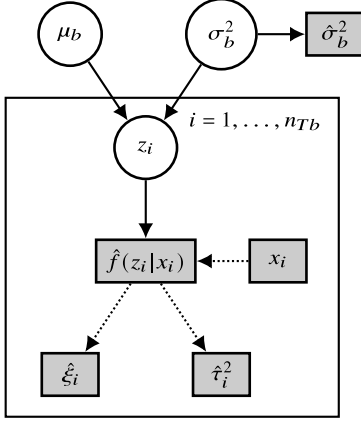 μ_b σ_b^2 σ̂_b^2
i = 1, . . . , n_{Tb}
z_i
f̂(z_i|x_i) x_i
ξ̂_i τ̂_i^2